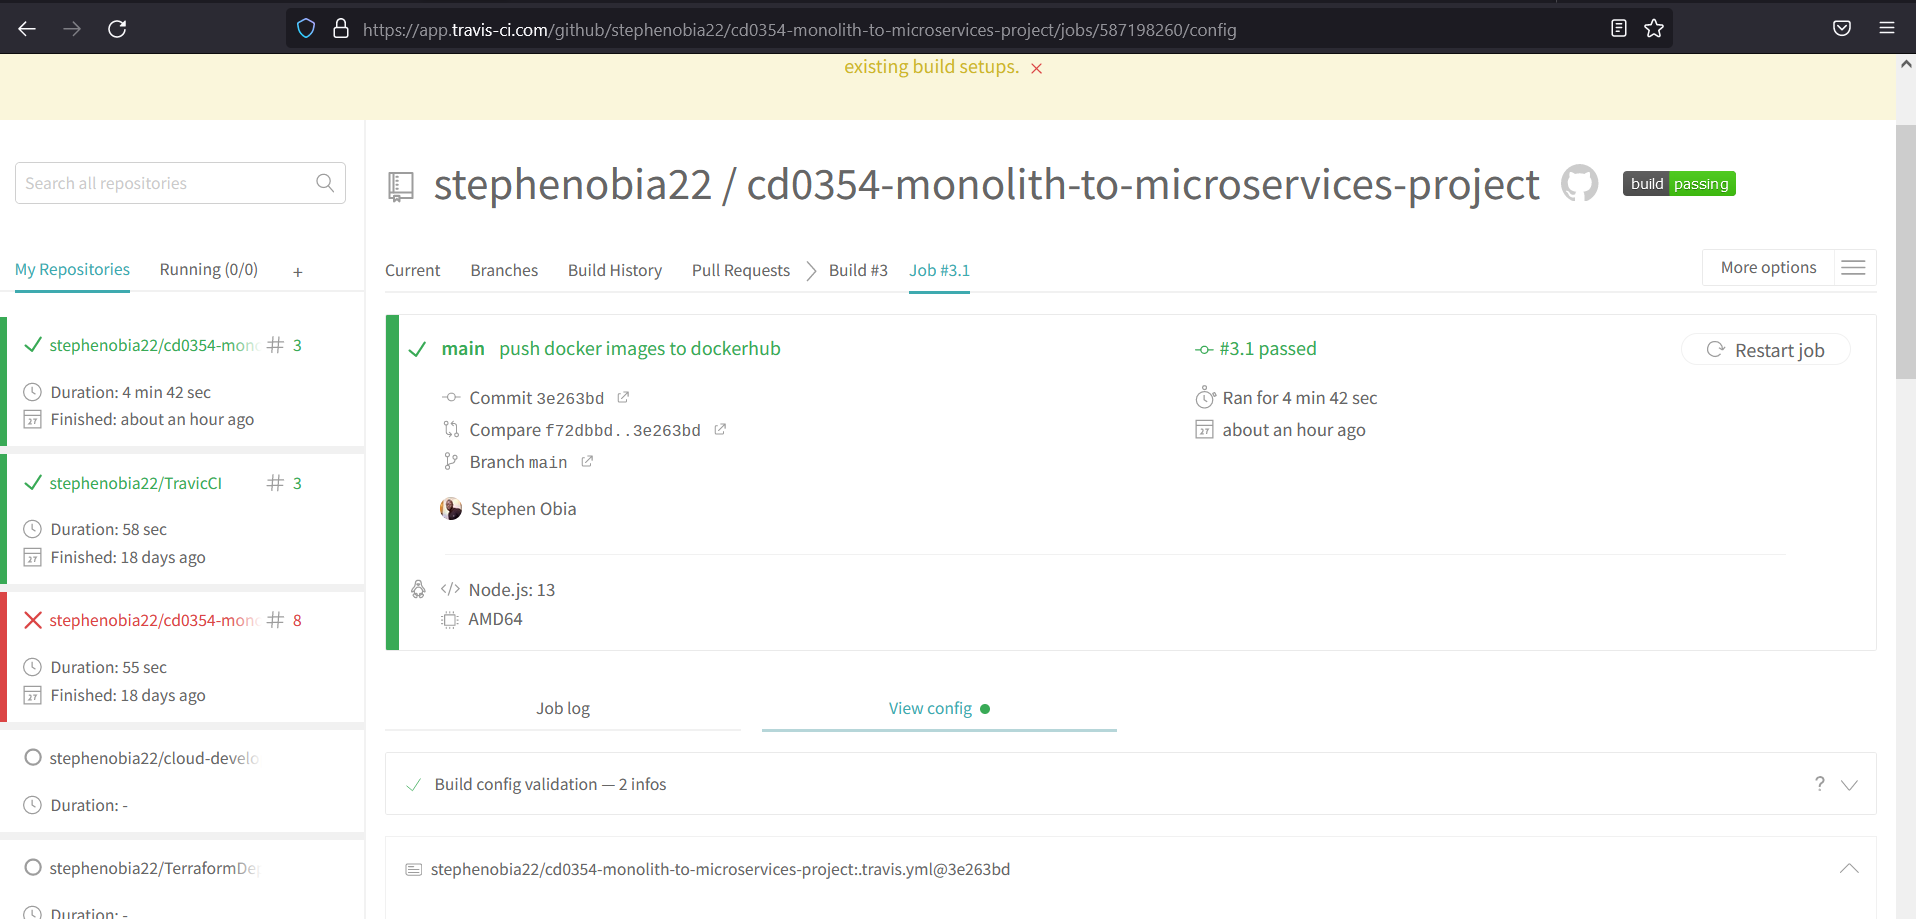 https://app.travis-ci.com/github/stephenobia22/cd0354-monolith-to-microservices-project/jobs/587198260/config
existing build setups.
Search all repositories
My Repositories
Running (0/0)
+
stephenobia22/cd0354-mon
3
Duration: 4 min 42 sec
Finished: about an hour ago
stephenobia22/TravicCI
3
Duration: 58 sec
Finished: 18 days ago
stephenobia22/cd0354-mon
8
Duration: 55 sec
Finished: 18 days ago
stephenobia22/cloud-develo
Duration: -
stephenobia22/TerraformDep
Duration: -
stephenobia22 / cd0354-monolith-to-microservices-project
build passing
Current
Branches
Build History
Pull Requests
Build #3
Job #3.1
More options
main push docker images to dockerhub
Commit 3e263bd
Compare f72dbbd..3e263bd
Branch main
Stephen Obia
#3.1 passed
Ran for 4 min 42 sec
about an hour ago
Restart job
Node.js: 13
AMD64
Job log
View config
Build config validation — 2 infos
?
stephenobia22/cd0354-monolith-to-microservices-project:.travis.yml@3e263bd